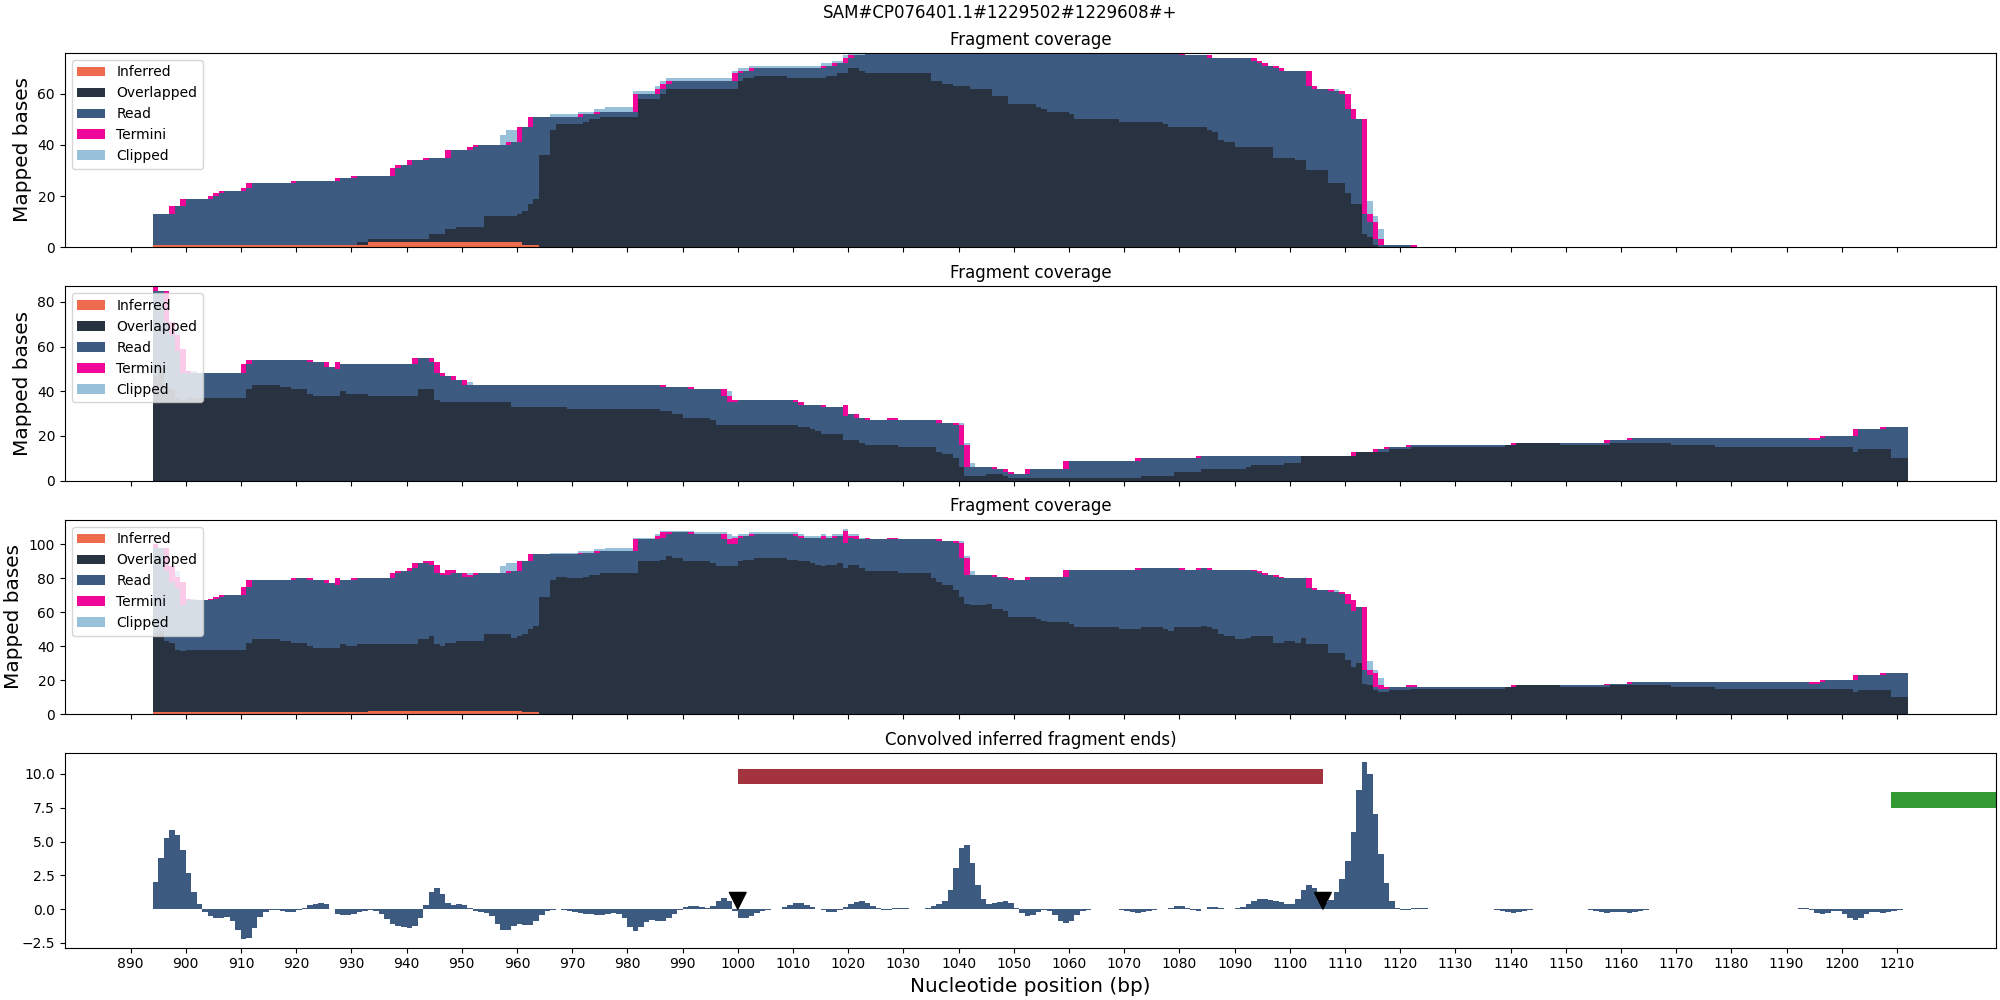 SAM#CP076401.1#1229502#1229608#+
Fragment coverage
Mapped bases
60
40
20
0
Inferred
Overlapped
Read
Termini
Clipped
Fragment coverage
Mapped bases
80
60
40
20
0
Inferred
Overlapped
Read
Termini
Clipped
Fragment coverage
Mapped bases
100
80
60
40
20
0
Inferred
Overlapped
Read
Termini
Clipped
Convolved inferred fragment ends)
10.0
7.5
5.0
2.5
0.0
−2.5
890 900 910 920 930 940 950 960 970 980 990 1000 1010 1020 1030 1040 1050 1060 1070 1080 1090 1100 1110 1120 1130 1140 1150 1160 1170 1180 1190 1200 1210
Nucleotide position (bp)